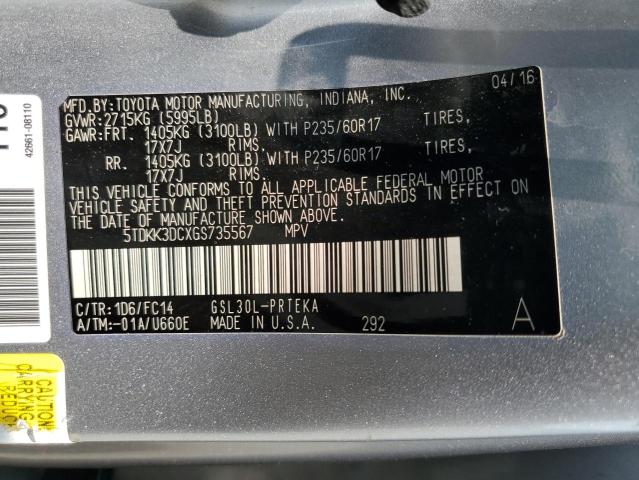 04/16
MFD.BY:TOYOTA MOTOR MANUFACTURING, INDIANA, INC.
GVWR:2715KG (5995LB)
GAWR:FRT. 1405KG (3100LB) WITH P235/60R17 TIRES,
17X7J RIMS.
RR. 1405KG (3100LB) WITH P235/60R17 TIRES,
17X7J RIMS.
THIS VEHICLE CONFORMS TO ALL APPLICABLE FEDERAL MOTOR
VEHICLE SAFETY AND THEFT PREVENTION STANDARDS IN EFFECT ON
THE DATE OF MANUFACTURE SHOWN ABOVE.
5TDKK3DCXGS735567 MPV
C/TR:1D6/FC14 GSL30L-PRTEKA
A/TM:-01A/U660E MADE IN U.S.A. 292 A
42661-08110
CAUTION
CARRYING
REDUC